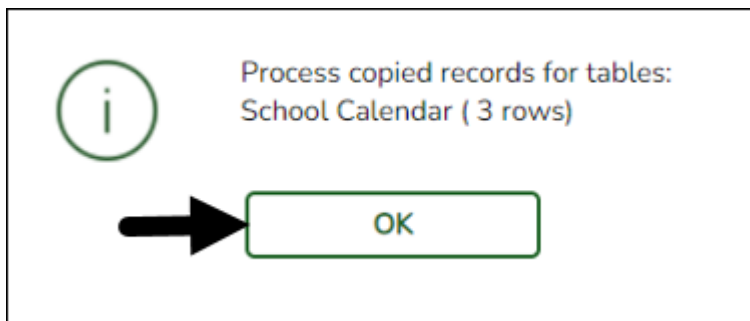 i
Process copied records for tables:
School Calendar ( 3 rows)
OK